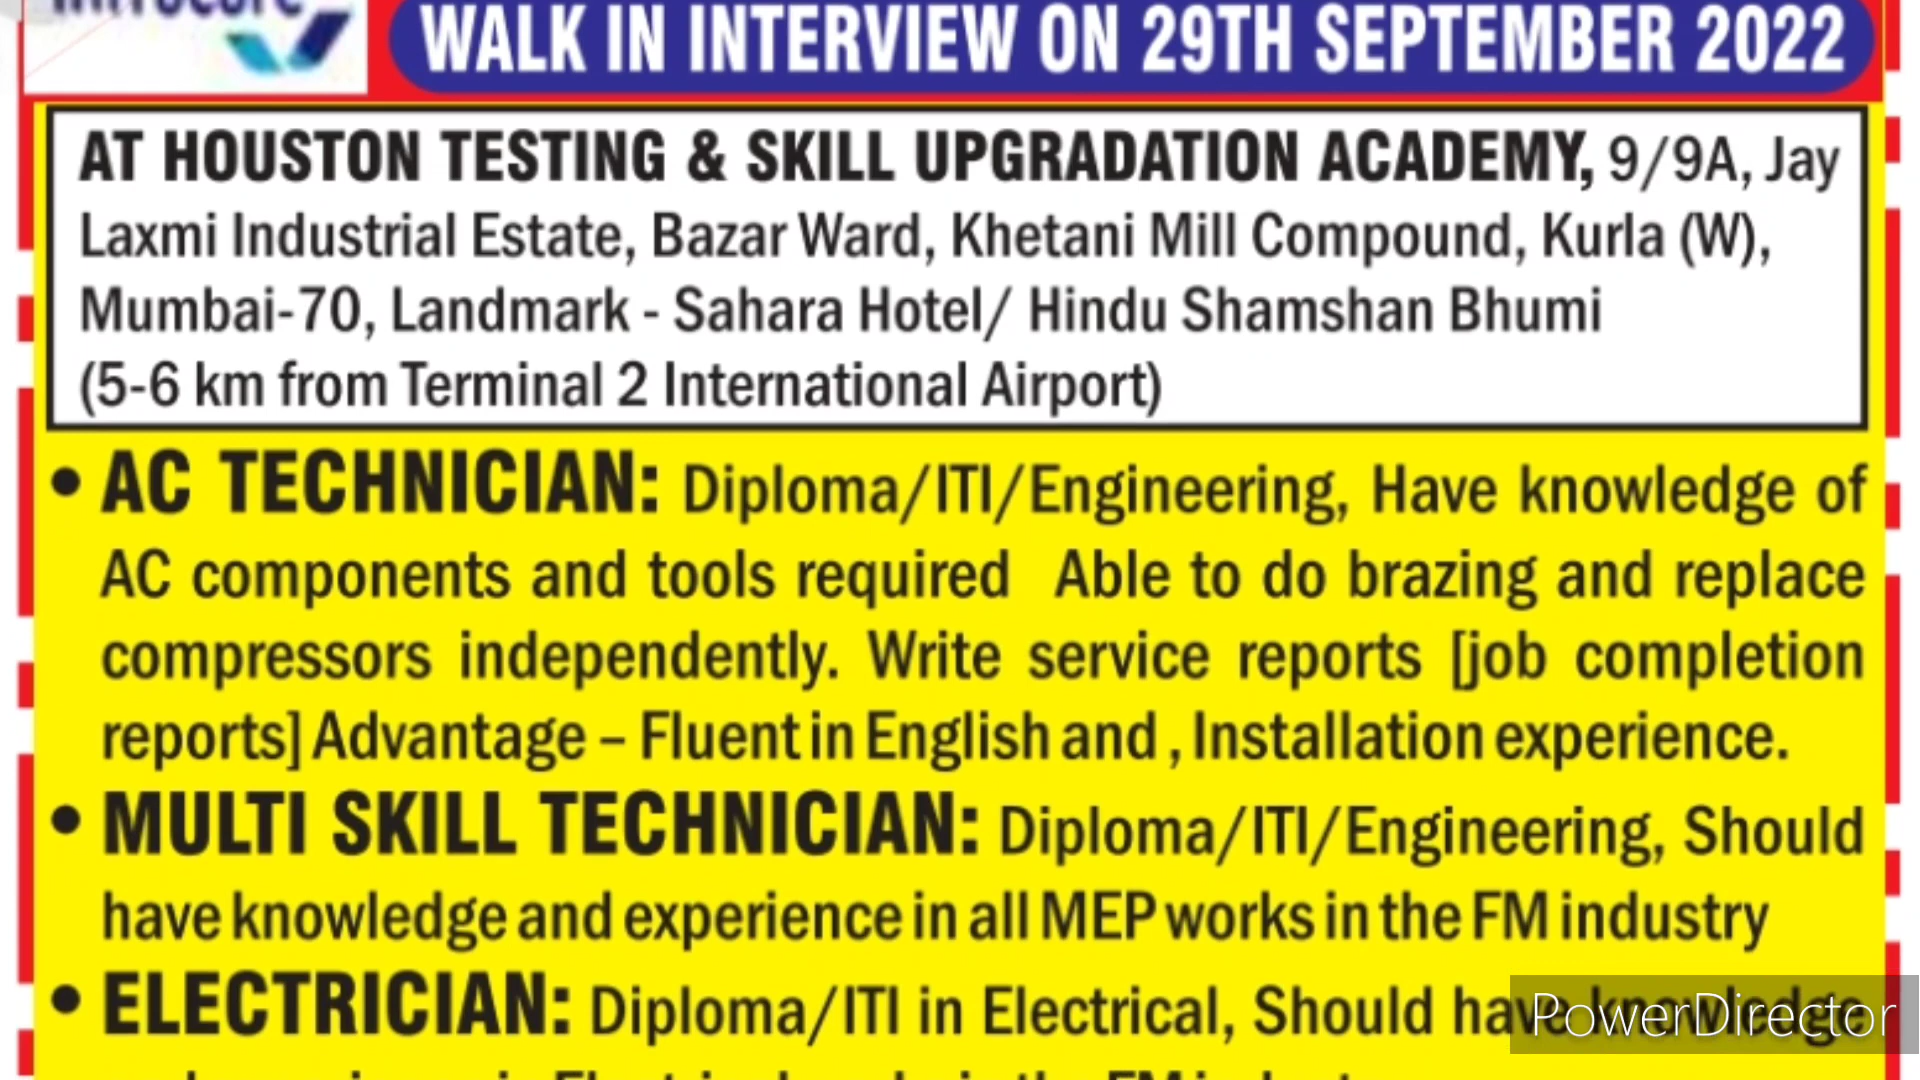 WALK IN INTERVIEW ON 29TH SEPTEMBER 2022
AT HOUSTON TESTING & SKILL UPGRADATION ACADEMY, 9/9A, Jay
Laxmi Industrial Estate, Bazar Ward, Khetani Mill Compound, Kurla (W),
Mumbai-70, Landmark - Sahara Hotel/ Hindu Shamshan Bhumi
(5-6 km from Terminal 2 International Airport)
• AC TECHNICIAN: Diploma/ITI/Engineering, Have knowledge of
AC components and tools required Able to do brazing and replace
compressors independently. Write service reports [job completion
reports] Advantage – Fluent in English and , Installation experience.
• MULTI SKILL TECHNICIAN: Diploma/ITI/Engineering, Should
have knowledge and experience in all MEP works in the FM industry
• ELECTRICIAN: Diploma/ITI in Electrical, Should have knowledge
PowerDirector